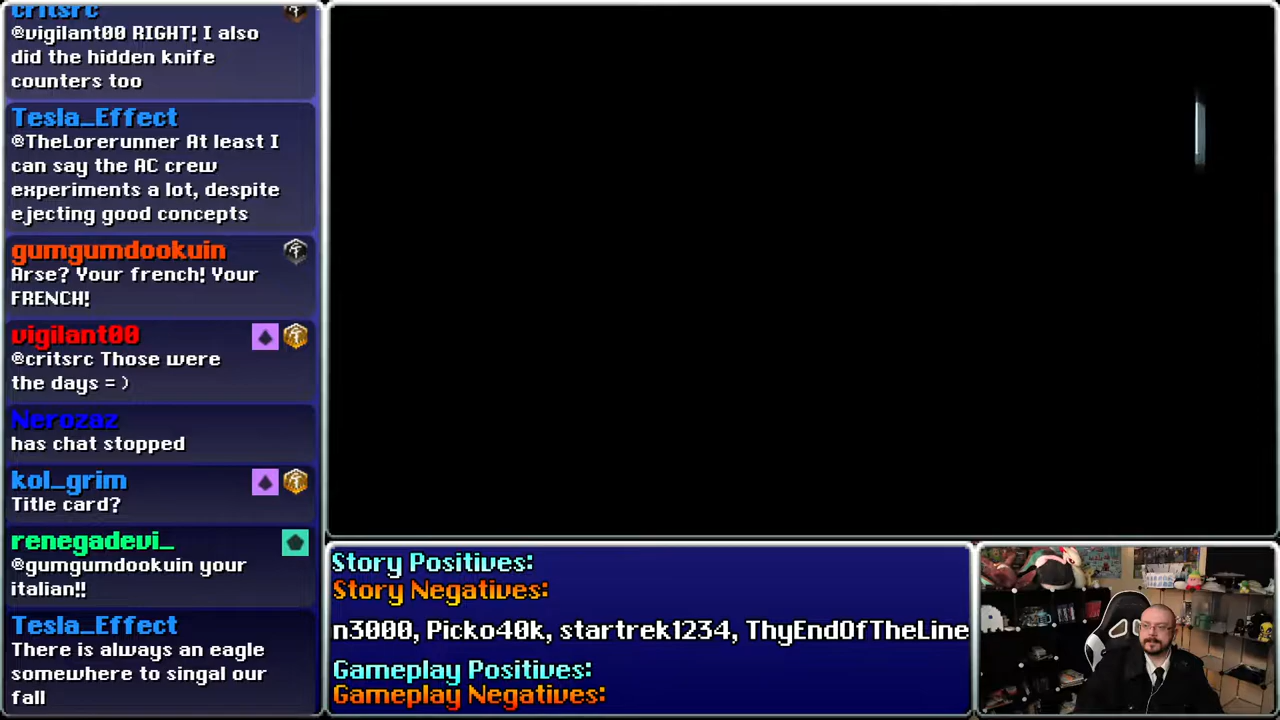 critsrc
@vigilant00 RIGHT! I also
did the hidden knife
counters too
Tesla_Effect
@TheLorerunner At least I
can say the AC crew
experiments a lot, despite
ejecting good concepts
gumgumdookuin
Arse? Your french! Your
FRENCH!
vigilant00
@critsrc Those were
the days = )
Nerozaz
has chat stopped
kol_grim
Title card?
renegadevi_
@gumgumdookuin your
italian!!
Tesla_Effect
There is always an eagle
somewhere to singal our
fall
Story Positives:
Story Negatives:
n3000, Picko40k, startrek1234, ThyEndOfTheLine
Gameplay Positives:
Gameplay Negatives: